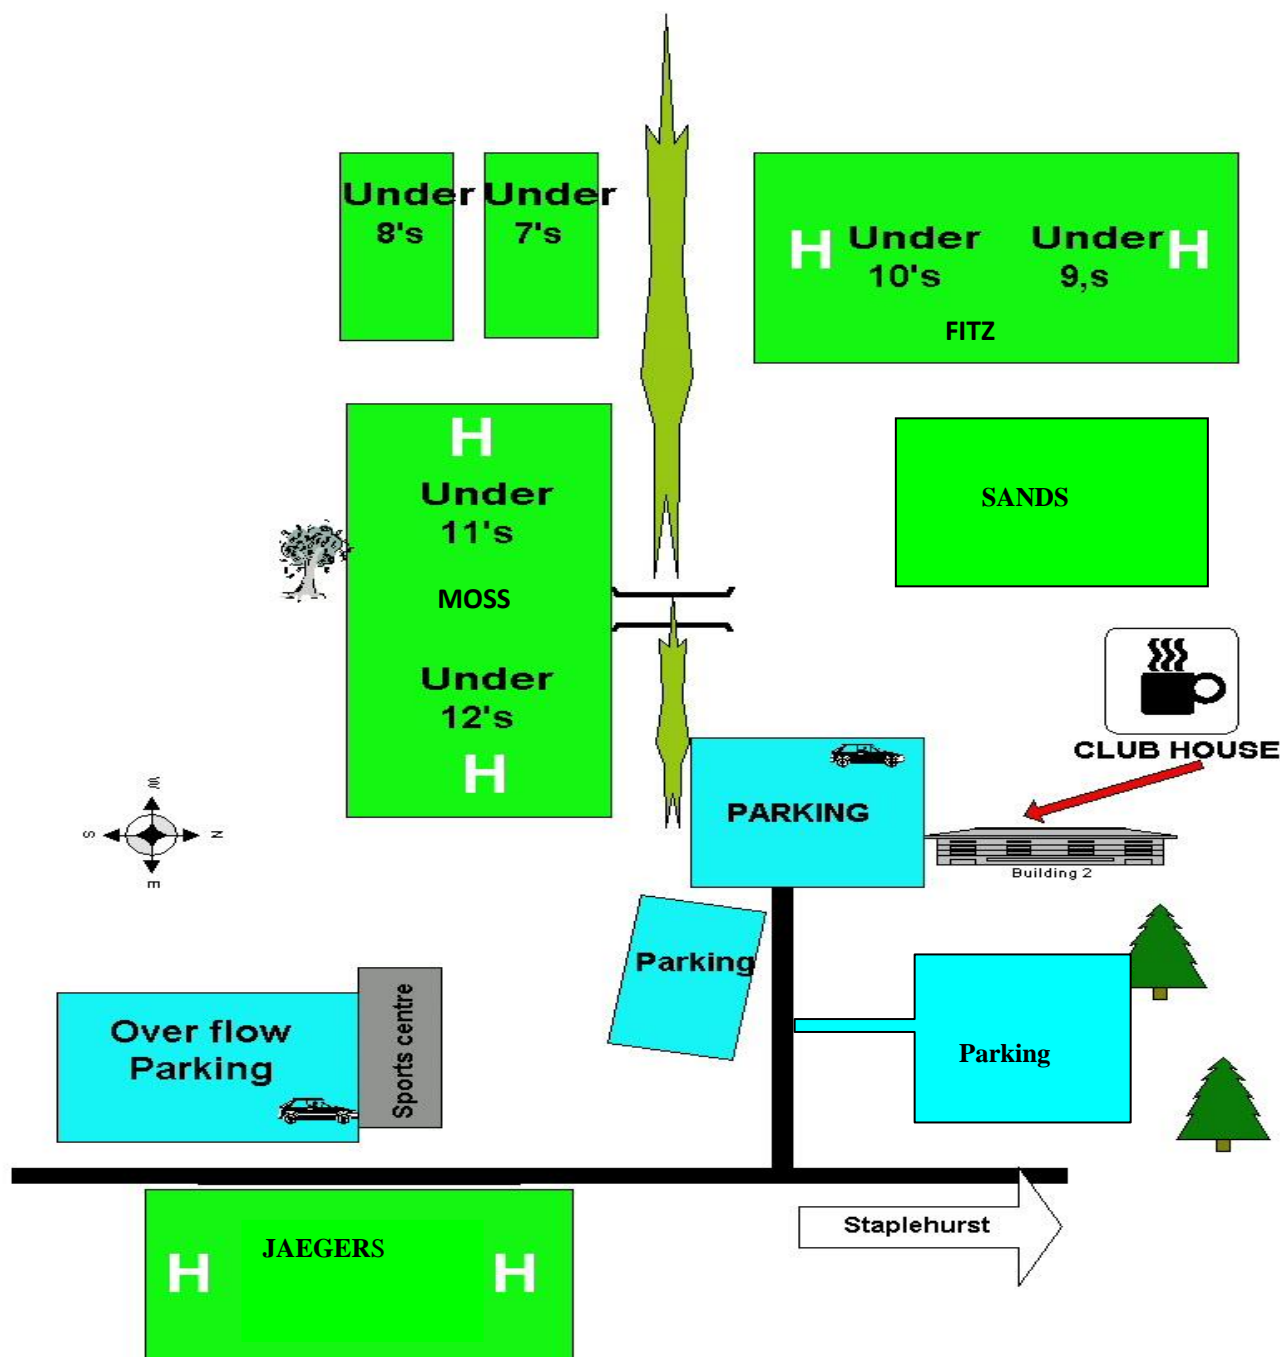 Under
8's
Under
7's
H
Under
10's
Under
9,s
H
FITZ
H
Under
11's
MOSS
Under
12's
H
SANDS
CLUB HOUSE
PARKING
Building 2
W
S
N
E
Parking
Over flow
Parking
Sports centre
Parking
Staplehurst
JAEGERS
H
H